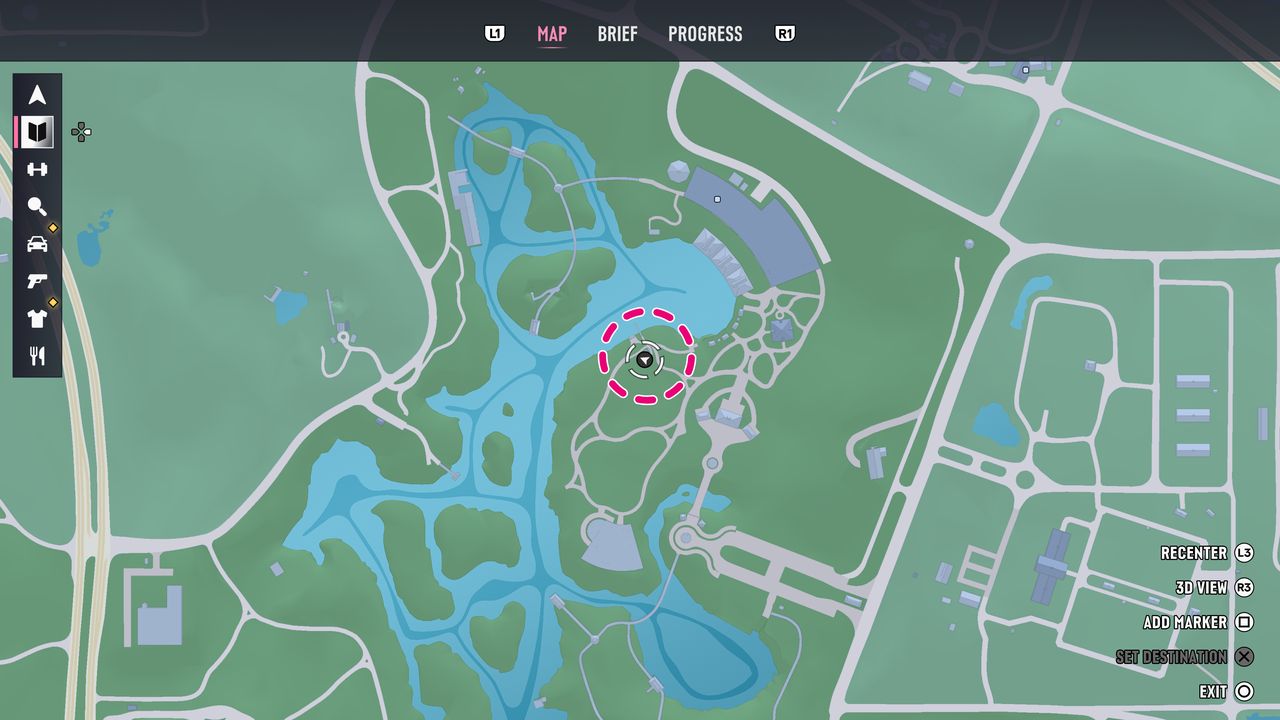 L1 MAP BRIEF PROGRESS R1
RECENTER L3
3D VIEW R3
ADD MARKER
SET DESTINATION
EXIT